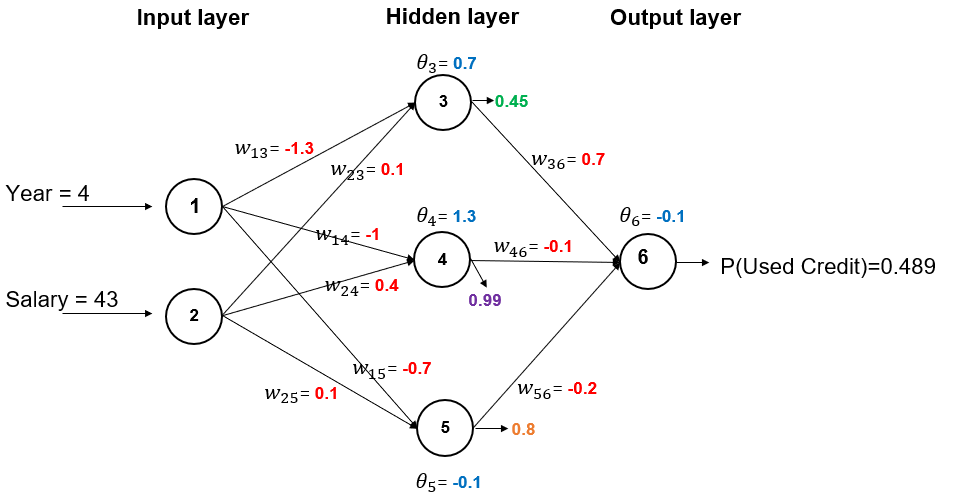 Input layer
Hidden layer
Output layer
θ3= 0.7
3
0.45
w13= -1.3
w23= 0.1
w36= 0.7
Year = 4
1
θ4= 1.3
θ6= -0.1
w14= -1
4
w46= -0.1
6
P(Used Credit)=0.489
Salary = 43
2
w24= 0.4
0.99
w15= -0.7
w25= 0.1
w56= -0.2
5
0.8
θ5= -0.1